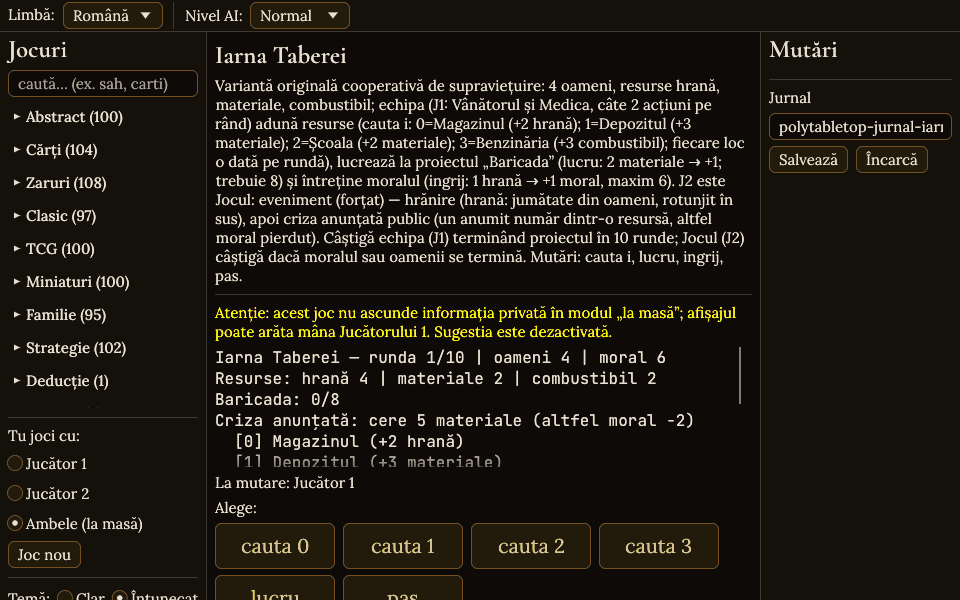 Limbă: Română ▼ Nivel AI: Normal ▼
Jocuri
caută... (ex. sah, carti)
▸ Abstract (100)
▸ Cărți (104)
▸ Zaruri (108)
▸ Clasic (97)
▸ TCG (100)
▸ Miniaturi (100)
▸ Familie (95)
▸ Strategie (102)
▸ Deducție (1)
Tu joci cu:
Jucător 1
Jucător 2
Ambele (la masă)
Joc nou
Temă: Clar Întunecat
Iarna Taberei
Variantă originală cooperativă de supraviețuire: 4 oameni, resurse hrană,
materiale, combustibil; echipa (J1: Vânătorul și Medica, câte 2 acțiuni pe
rând) adună resurse (cauta i: 0=Magazinul (+2 hrană); 1=Depozitul (+3
materiale); 2=Școala (+2 materiale); 3=Benzinăria (+3 combustibil); fiecare loc
o dată pe rundă), lucrează la proiectul „Baricada” (lucru: 2 materiale → +1;
trebuie 8) și întreține moralul (ingrij: 1 hrană → +1 moral, maxim 6). J2 este
Jocul: eveniment (forțat) — hrănire (hrană: jumătate din oameni, rotunjit în
sus), apoi criza anunțată public (un anumit număr dintr-o resursă, altfel
moral pierdut). Câștigă echipa (J1) terminând proiectul în 10 runde; Jocul (J2)
câștigă dacă moralul sau oamenii se termină. Mutări: cauta i, lucru, ingrij,
pas.
Atenție: acest joc nu ascunde informația privată în modul „la masă”; afișajul
poate arăta mâna Jucătorului 1. Sugestia este dezactivată.
Iarna Taberei — runda 1/10 | oameni 4 | moral 6
Resurse: hrană 4 | materiale 2 | combustibil 2
Baricada: 0/8
Criza anunțată: cere 5 materiale (altfel moral -2)
[0] Magazinul (+2 hrană)
[1] Depozitul (+3 materiale)
La mutare: Jucător 1
Alege:
cauta 0 cauta 1 cauta 2 cauta 3
lucru pas
Mutări
Jurnal
polytabletop-jurnal-iarn
Salvează Încarcă